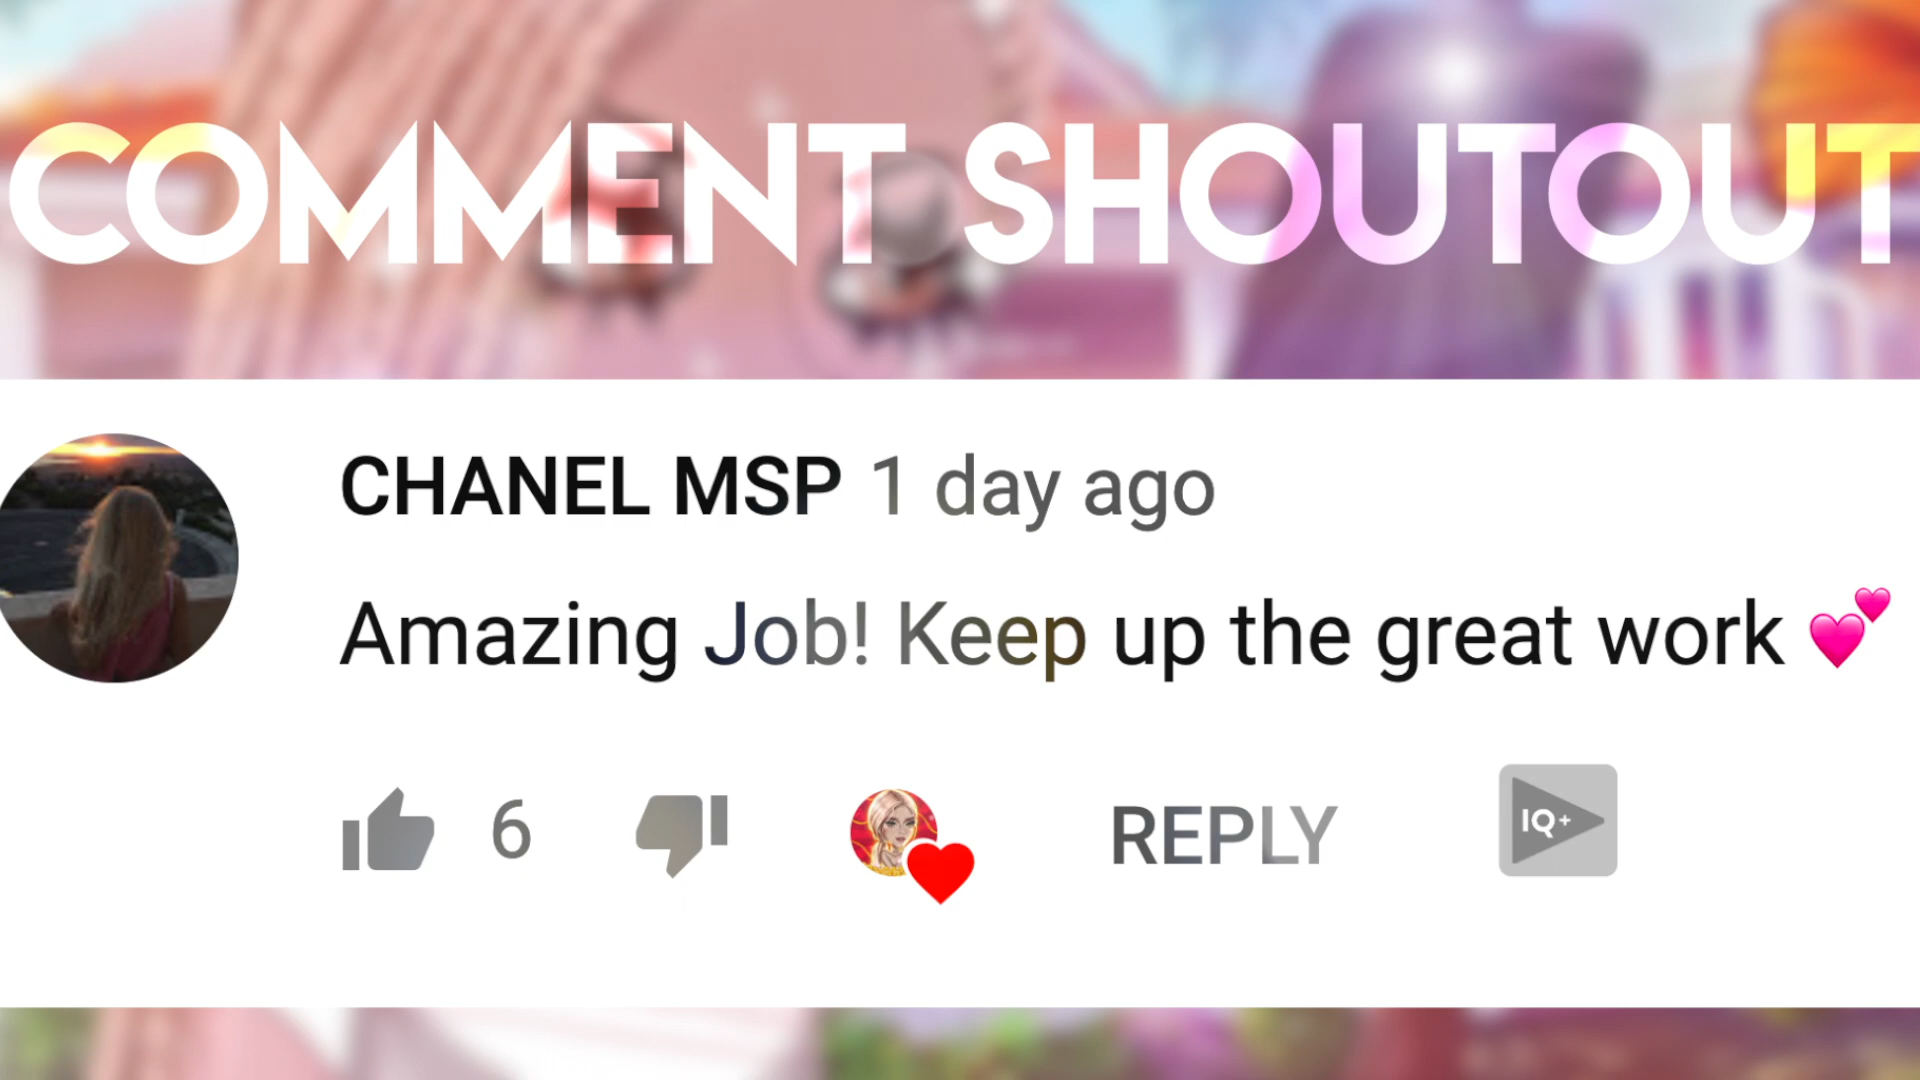 COMMENT SHOUTOUT
CHANEL MSP 1 day ago
Amazing Job! Keep up the great work 💕
6 REPLY IQ+